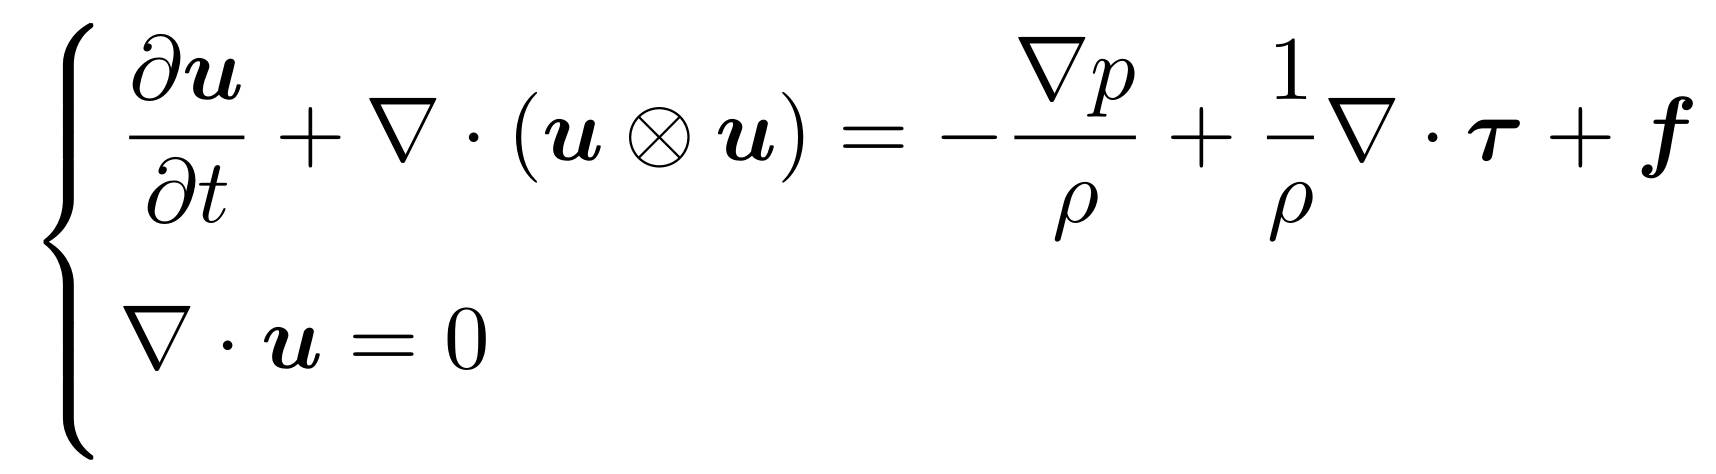 ∂𝒖/∂t + ∇ · (𝒖 ⊗ 𝒖) = −∇p/ρ + 1/ρ ∇ · 𝝉 + 𝒇
∇ · 𝒖 = 0